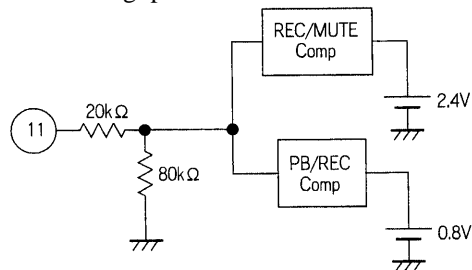 REC/MUTE
Comp
2.4V
20kΩ
11
80kΩ
PB/REC
Comp
0.8V